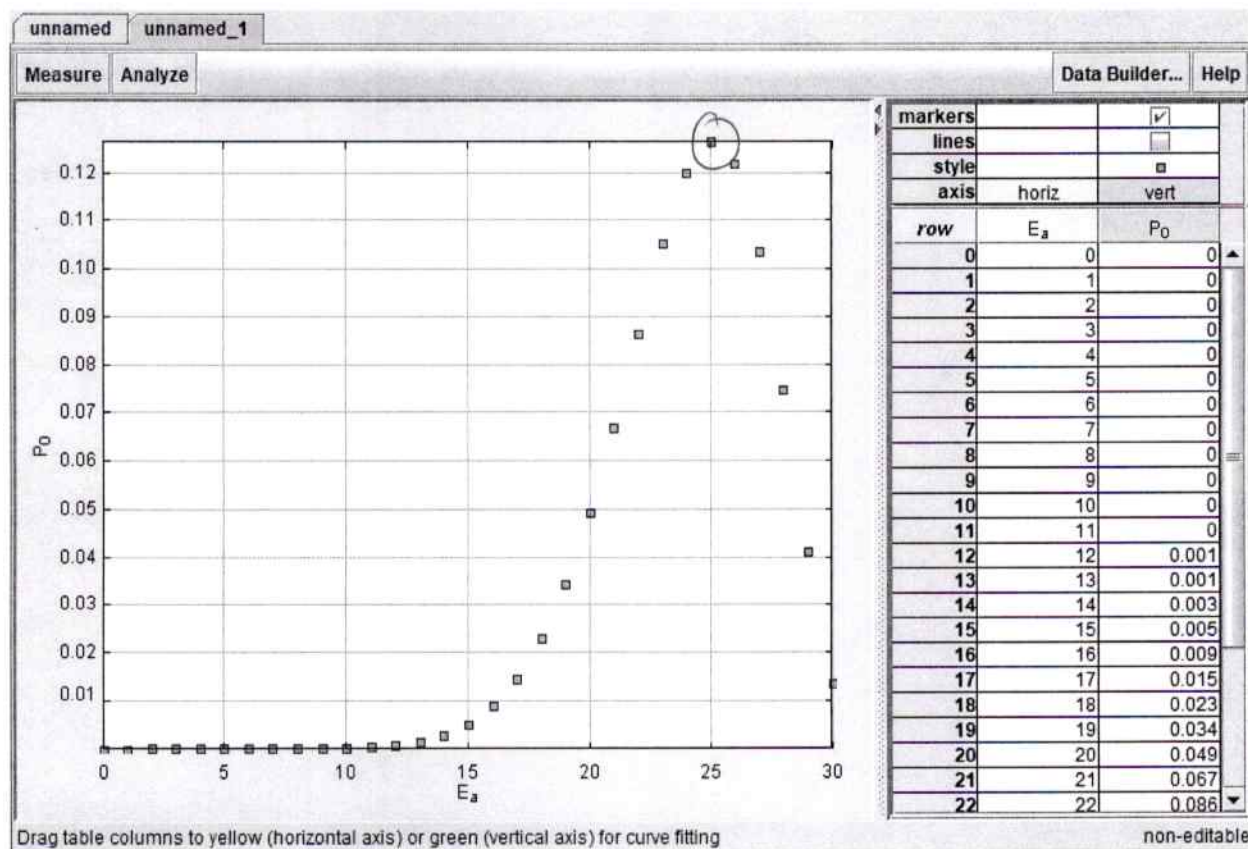 unnamed unnamed_1
Measure Analyze Data Builder... Help
0.12
0.11
0.10
0.09
0.08
0.07
0.06
0.05
0.04
0.03
0.02
0.01
P0
0 5 10 15 20 25 30
Ea
markers ✓
lines
style
axis horiz vert
row Ea P0
0 0 0
1 1 0
2 2 0
3 3 0
4 4 0
5 5 0
6 6 0
7 7 0
8 8 0
9 9 0
10 10 0
11 11 0
12 12 0.001
13 13 0.001
14 14 0.003
15 15 0.005
16 16 0.009
17 17 0.015
18 18 0.023
19 19 0.034
20 20 0.049
21 21 0.067
22 22 0.086
Drag table columns to yellow (horizontal axis) or green (vertical axis) for curve fitting non-editable